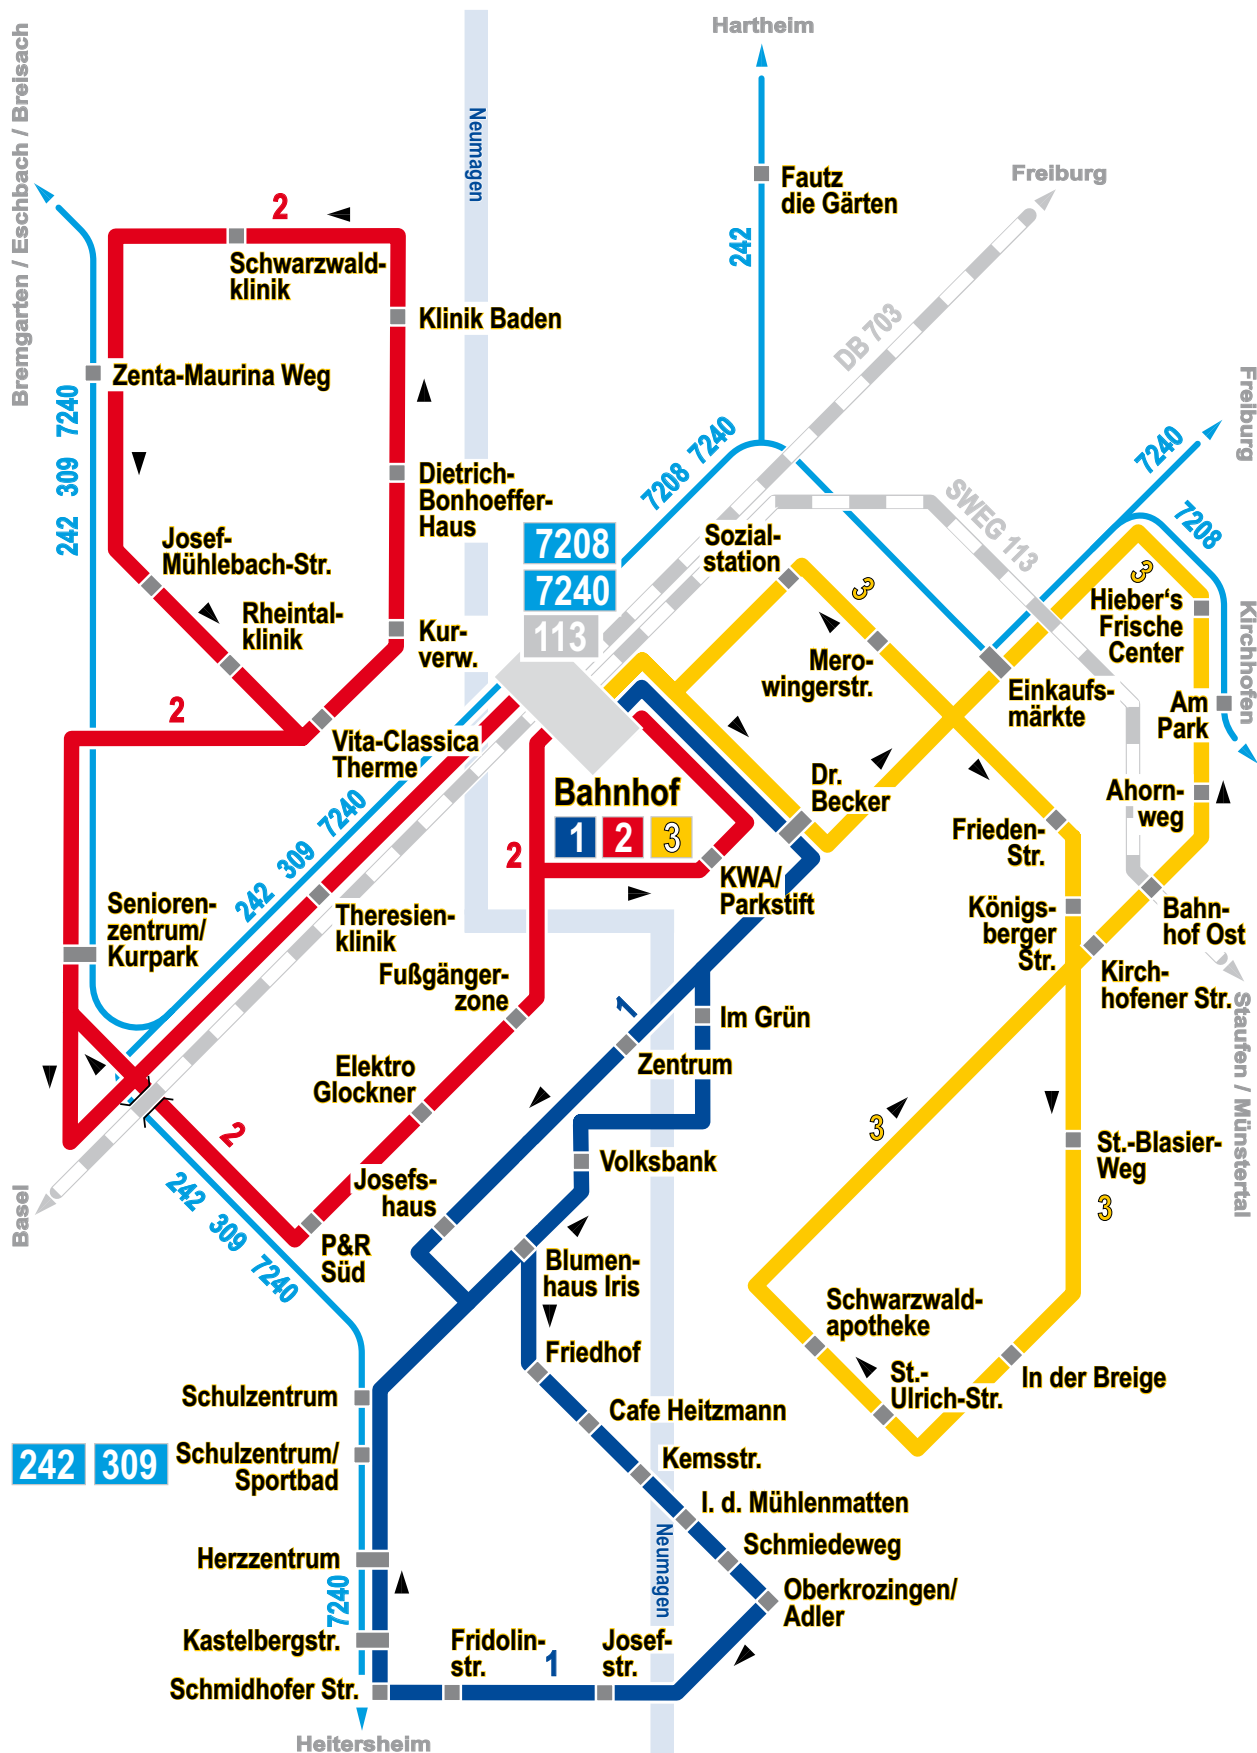 Hartheim
Bremgarten / Eschbach / Breisach
Neumagen
Fautz
die Gärten
Freiburg
242
2
Schwarzwald-
klinik
Klinik Baden
DB 703
Zenta-Maurina Weg
242 309 7240
Freiburg
7208 7240
7240
Dietrich-
Bonhoeffer-
Haus
SWEG 113
7208
7208
7240
113
Sozial-
station
3
3
Josef-
Mühlebach-Str.
Rheintal-
klinik
Kur-
verw.
Hieber‘s
Frische
Center
Kirchhofen
Mero-
wingerstr.
Einkaufs-
märkte
Am
Park
2
Vita-Classica
Therme
Bahnhof
1
2
3
Dr.
Becker
Ahorn-
weg
Frieden-
Str.
242 309 7240
2
KWA/
Parkstift
Senioren-
zentrum/
Kurpark
Theresien-
klinik
Königs-
berger
Str.
Bahn-
hof Ost
Fußgänger-
zone
Kirch-
hofener Str.
1
Im Grün
Zentrum
Staufen / Münstertal
Elektro
Glockner
2
3
St.-Blasier-
Weg
3
Volksbank
Josefs-
haus
Basel
242 309 7240
P&R
Süd
Blumen-
haus Iris
Schwarzwald-
apotheke
Friedhof
St.-
Ulrich-Str.
In der Breige
Schulzentrum
Cafe Heitzmann
242
309
Schulzentrum/
Sportbad
Kemsstr.
I. d. Mühlenmatten
Neumagen
Schmiedeweg
Herzzentrum
7240
Oberkrozingen/
Adler
Kastelbergstr.
Fridolin-
str.
1
Josef-
str.
Schmidhofer Str.
Heitersheim